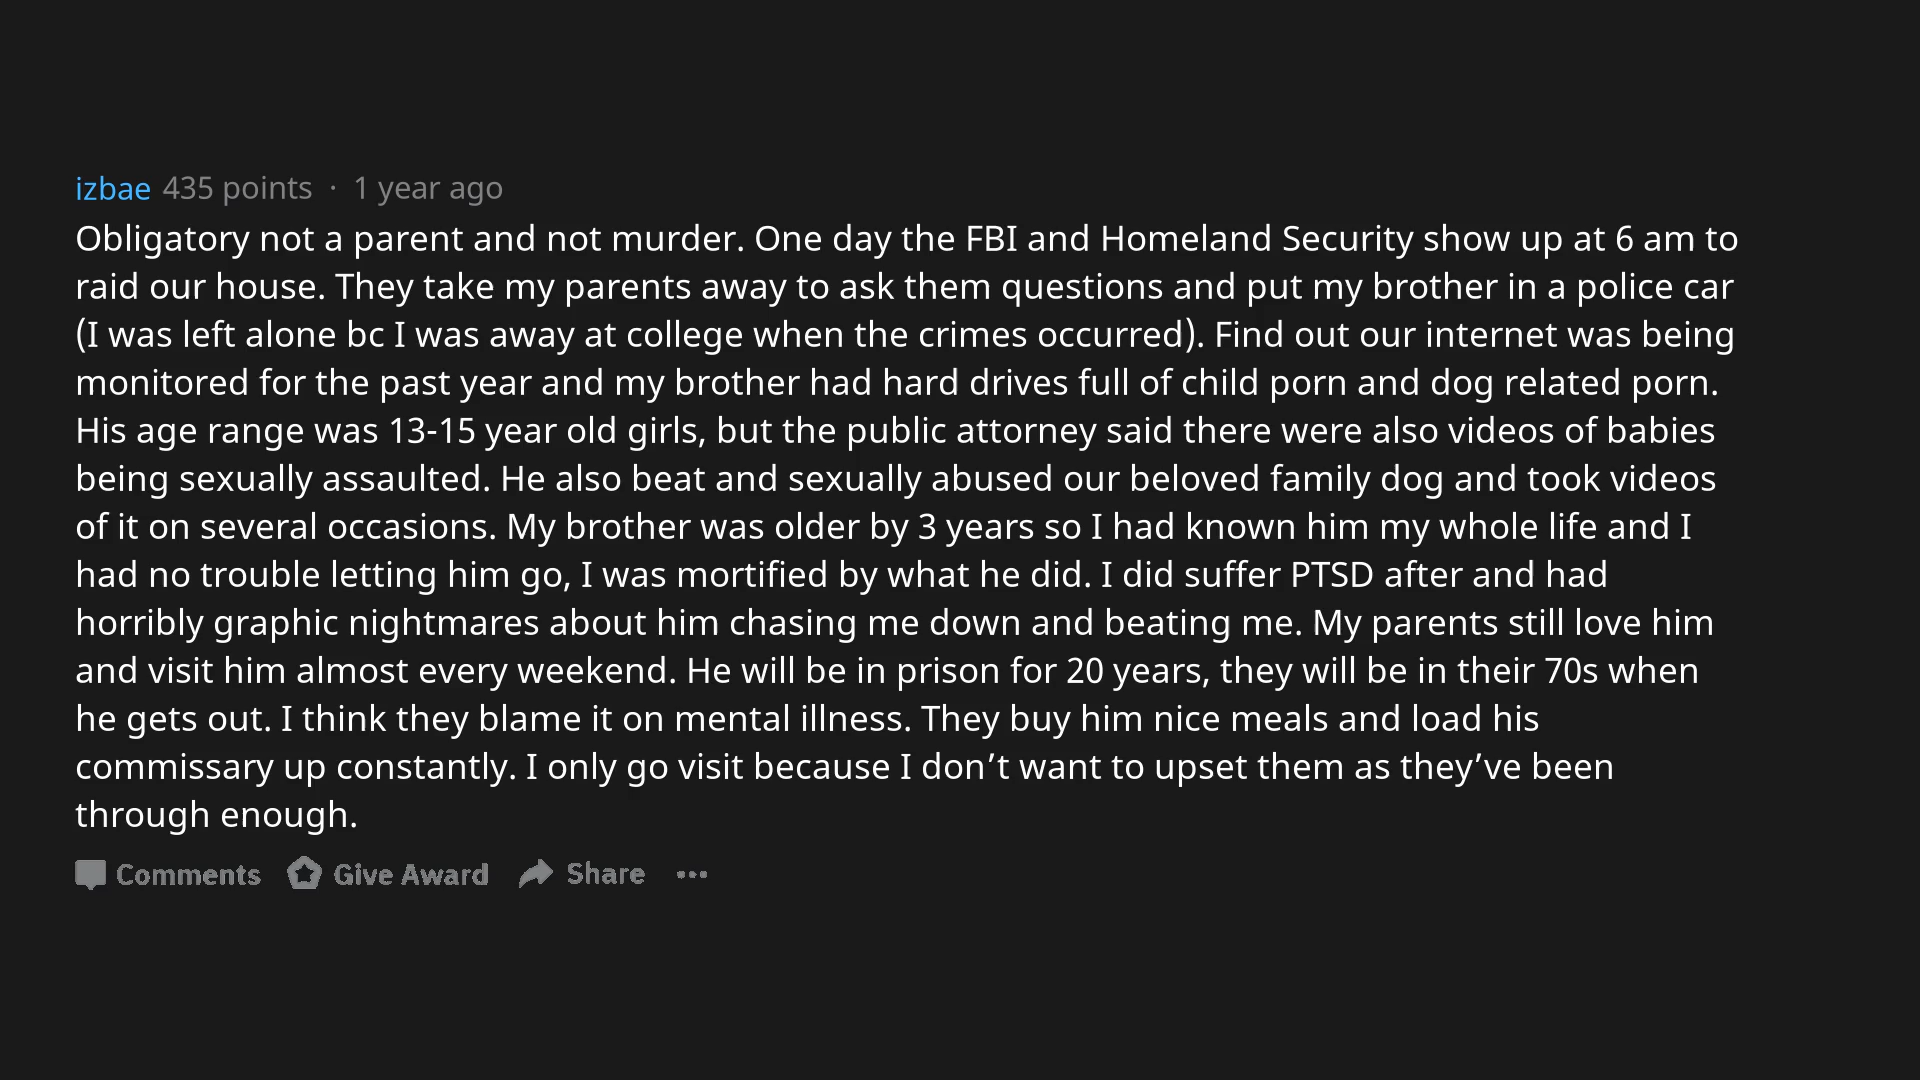 izbae 435 points · 1 year ago
Obligatory not a parent and not murder. One day the FBI and Homeland Security show up at 6 am to
raid our house. They take my parents away to ask them questions and put my brother in a police car
(I was left alone bc I was away at college when the crimes occurred). Find out our internet was being
monitored for the past year and my brother had hard drives full of child porn and dog related porn.
His age range was 13-15 year old girls, but the public attorney said there were also videos of babies
being sexually assaulted. He also beat and sexually abused our beloved family dog and took videos
of it on several occasions. My brother was older by 3 years so I had known him my whole life and I
had no trouble letting him go, I was mortified by what he did. I did suffer PTSD after and had
horribly graphic nightmares about him chasing me down and beating me. My parents still love him
and visit him almost every weekend. He will be in prison for 20 years, they will be in their 70s when
he gets out. I think they blame it on mental illness. They buy him nice meals and load his
commissary up constantly. I only go visit because I don’t want to upset them as they’ve been
through enough.
Comments Give Award Share ···